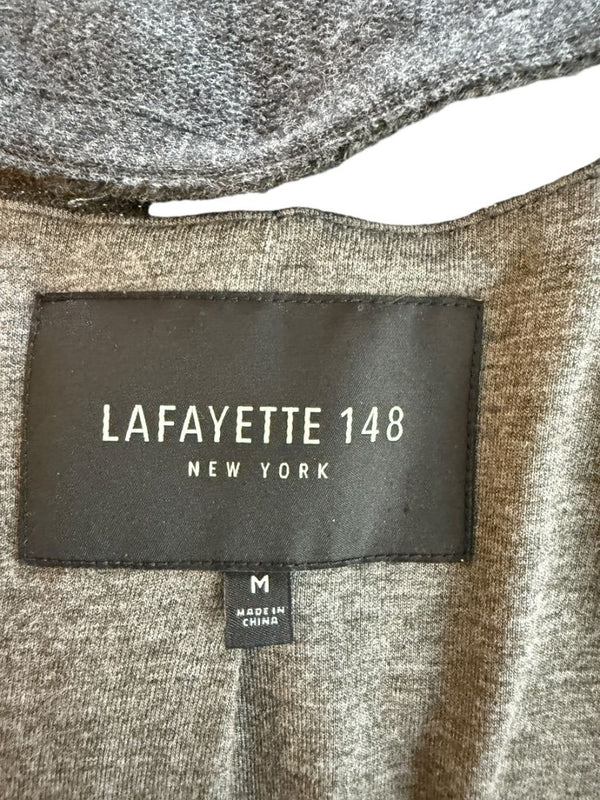 LAFAYETTE 148
NEW YORK
M
MADE IN
CHINA